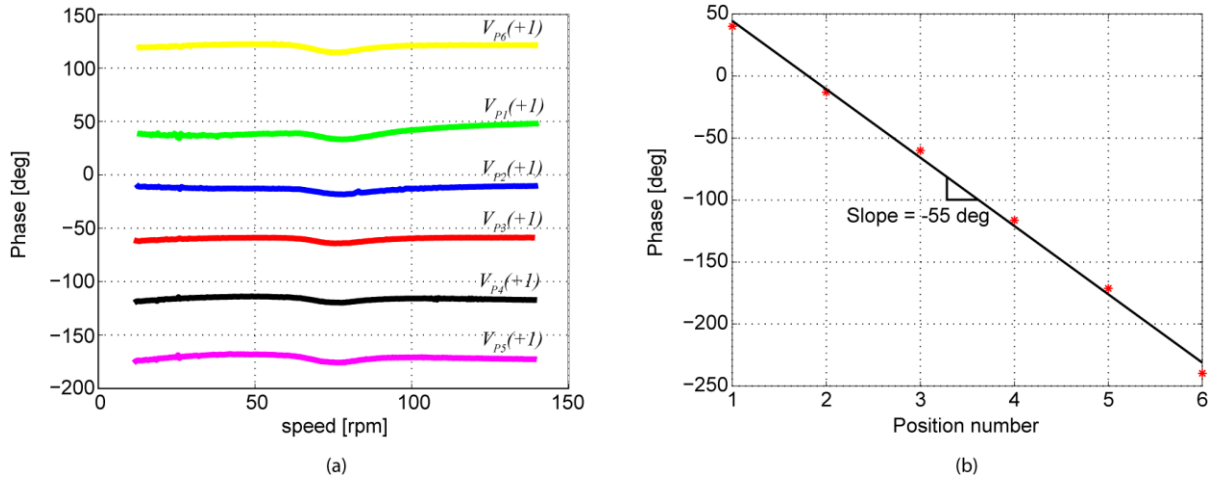 150
100
50
0
−50
−100
−150
−200
Phase [deg]
V_P6(+1)
V_P1(+1)
V_P2(+1)
V_P3(+1)
V_P4(+1)
V_P5(+1)
0 50 100 150
speed [rpm]
(a)
50
0
−50
−100
−150
−200
−250
Phase [deg]
Slope = -55 deg
1 2 3 4 5 6
Position number
(b)